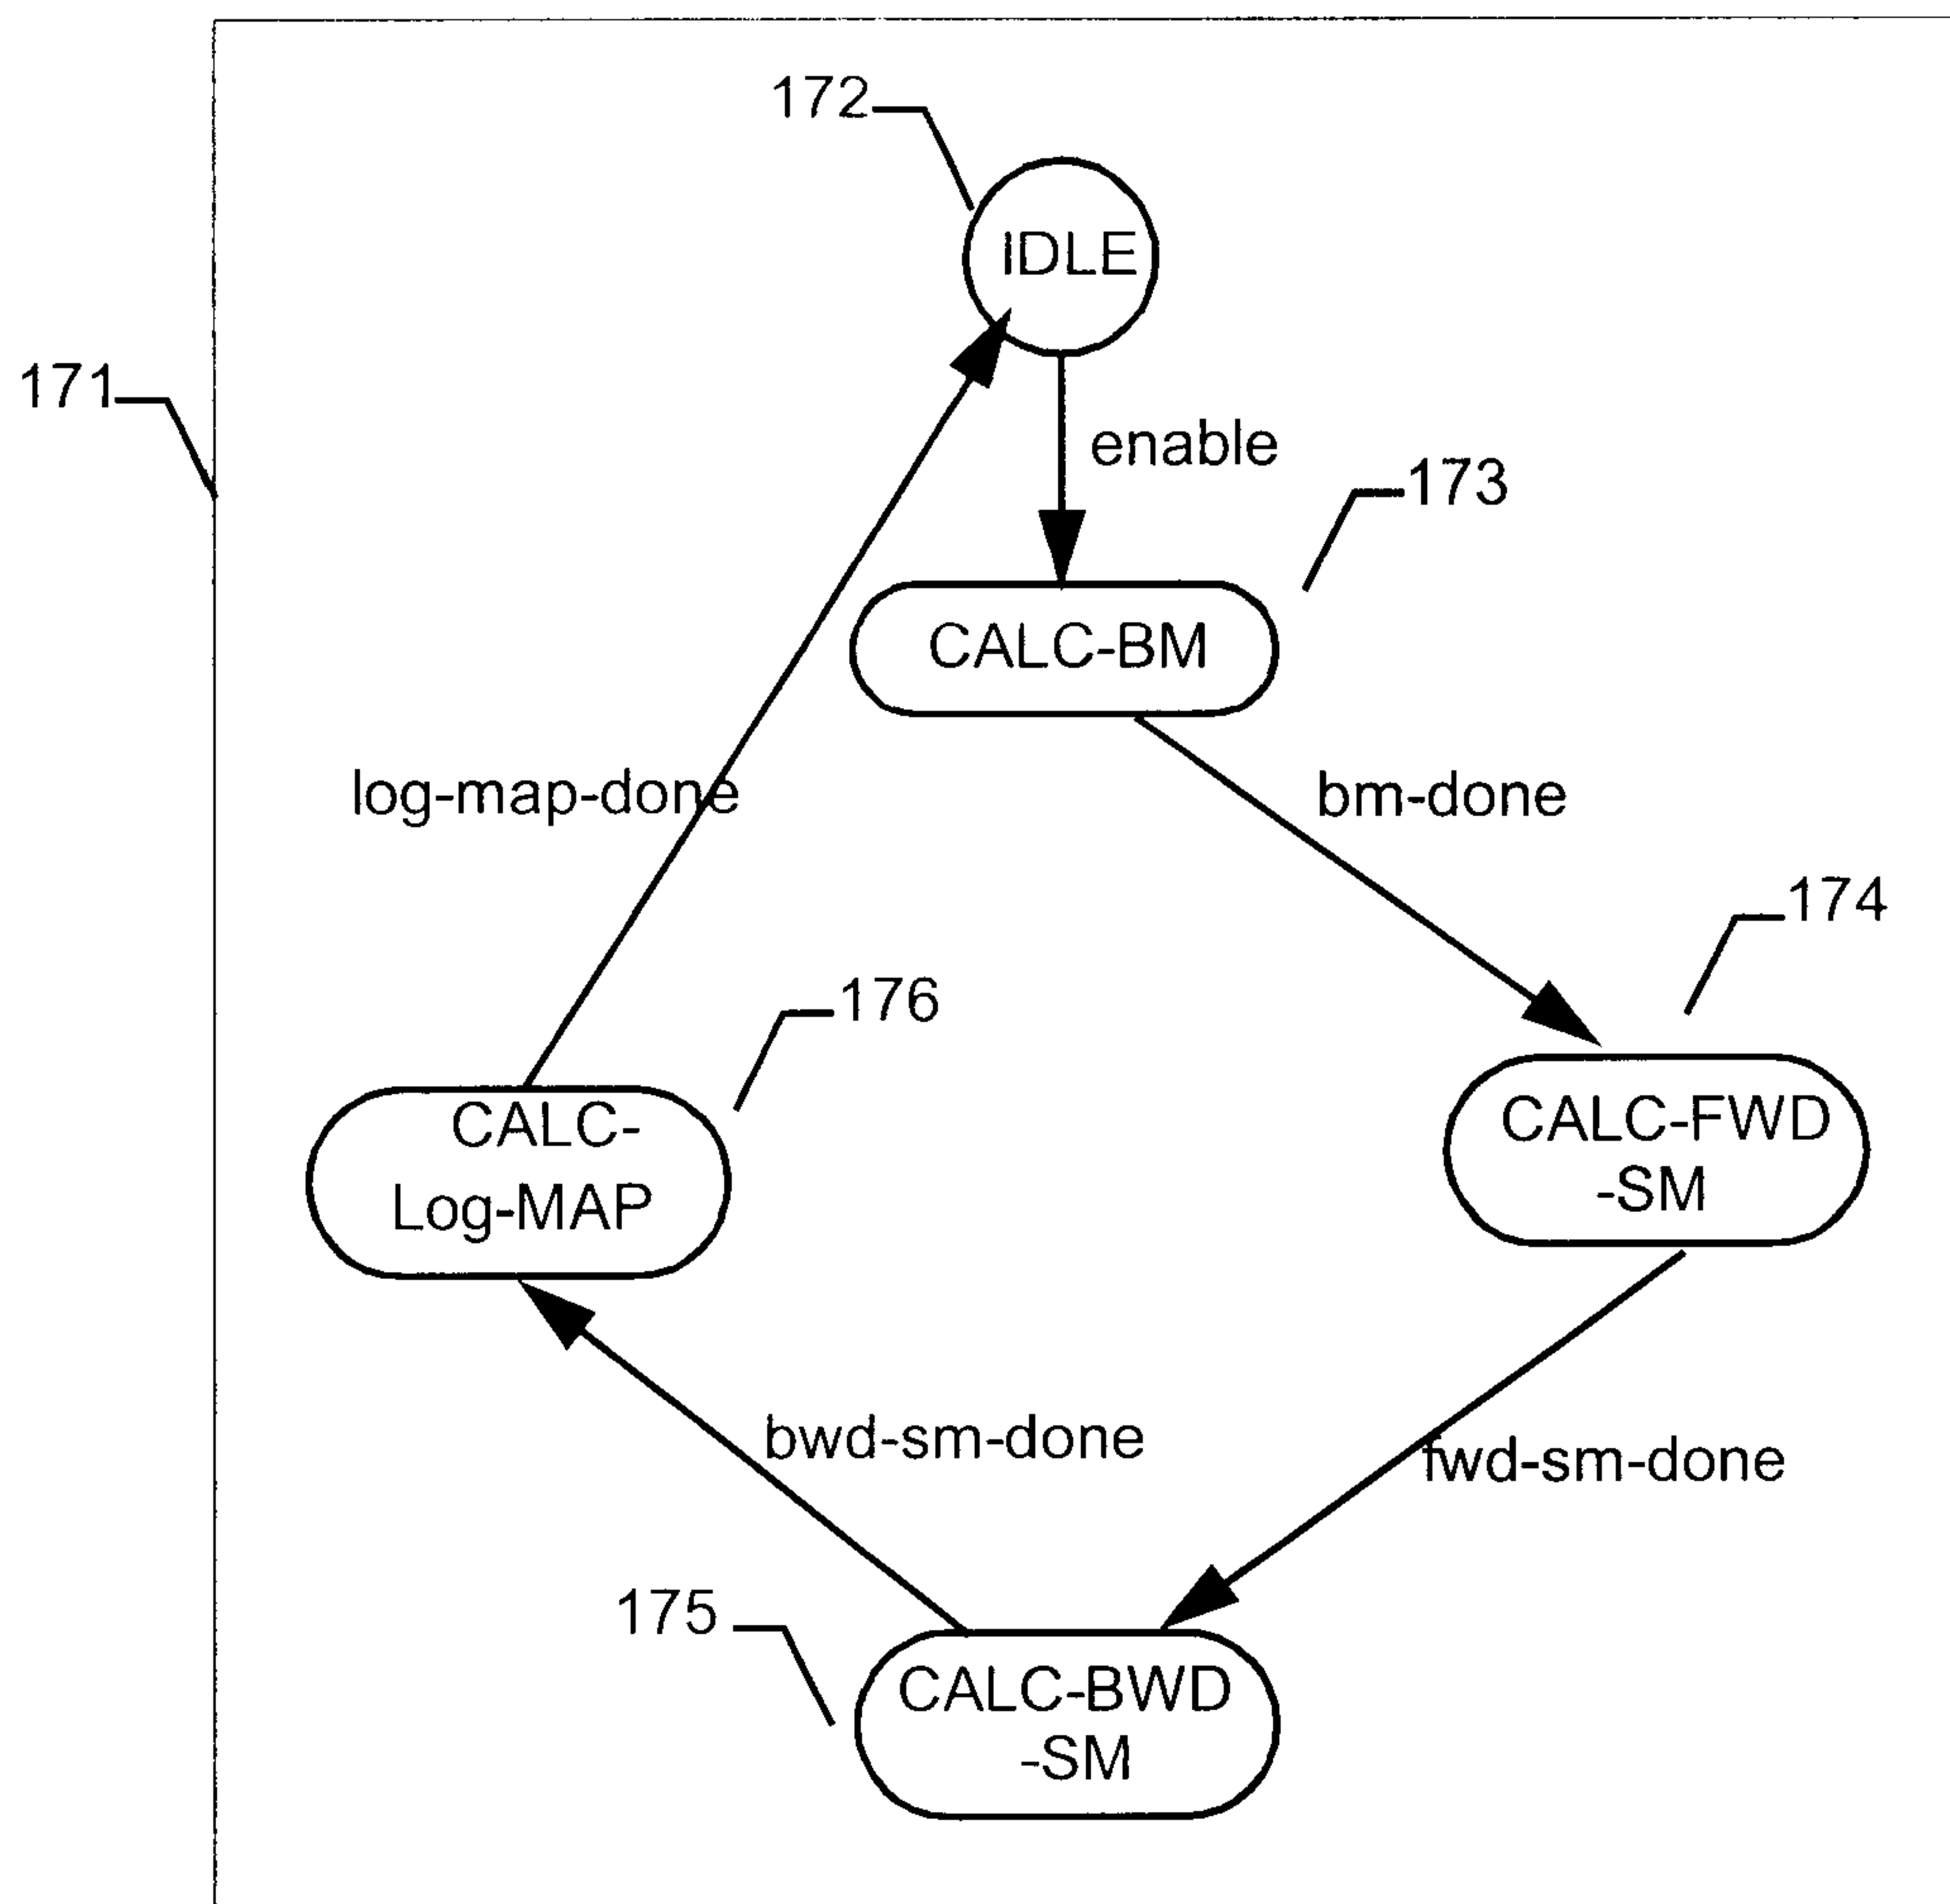 172
IDLE
171
enable
173
CALC-BM
log-map-done
bm-done
174
176
CALC-
Log-MAP
CALC-FWD
-SM
bwd-sm-done
fwd-sm-done
175
CALC-BWD
-SM